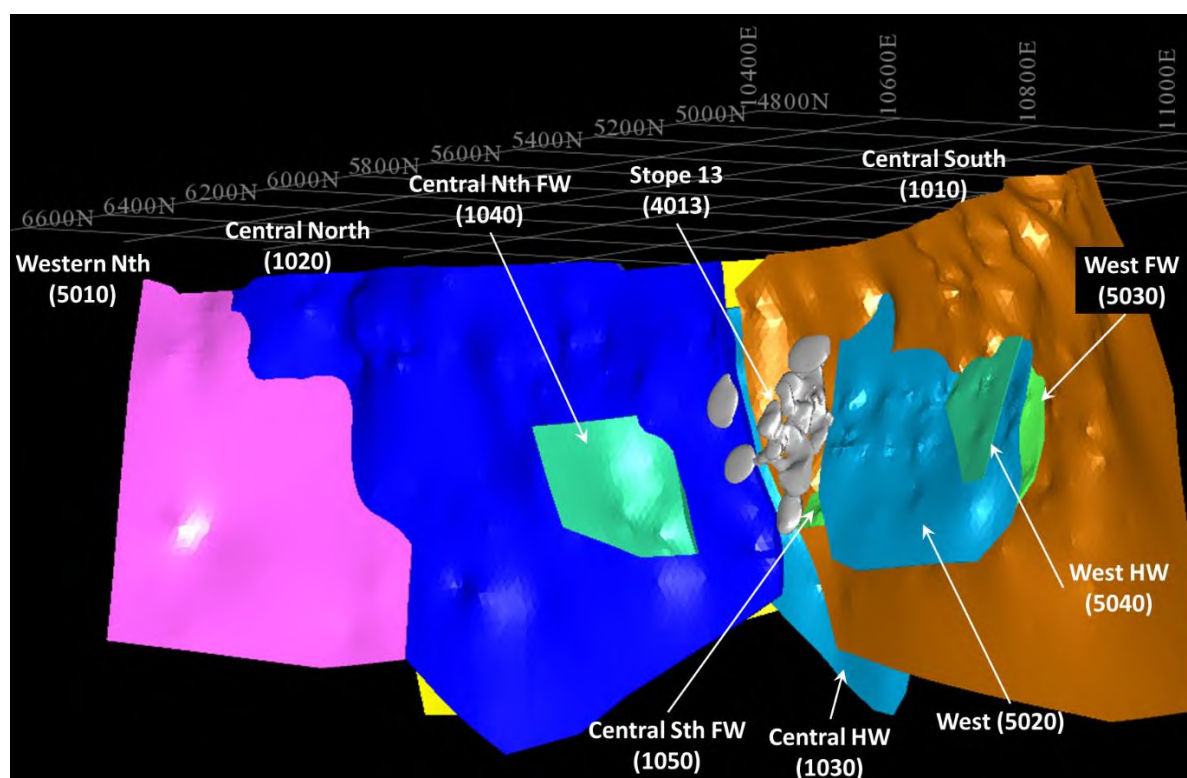 10400E
10600E
10800E
11000E
4800N
5000N
5200N
5400N
5600N
5800N
6000N
6200N
6400N
6600N
Central South
(1010)
Stope 13
(4013)
Central Nth FW
(1040)
Central North
(1020)
Western Nth
(5010)
West FW
(5030)
West HW
(5040)
West (5020)
Central HW
(1030)
Central Sth FW
(1050)